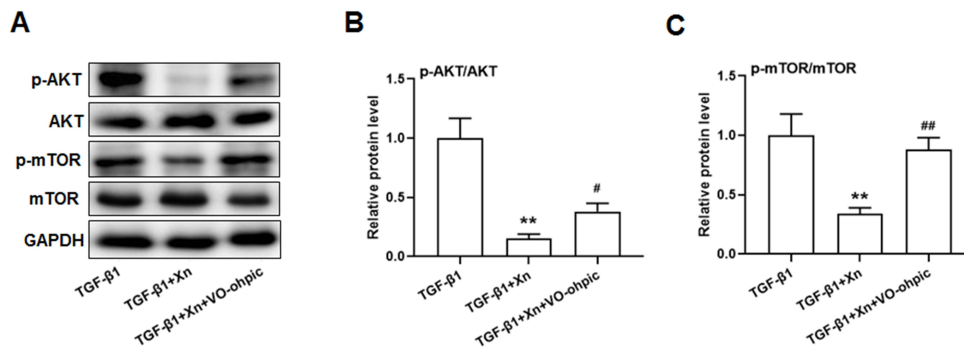 A
p-AKT
AKT
p-mTOR
mTOR
GAPDH
TGF-β1
TGF-β1+Xn
TGF-β1+Xn+VO-ohpic
B
p-AKT/AKT
Relative protein level
1.5
1.0
0.5
0.0
**
#
TGF-β1
TGF-β1+Xn
TGF-β1+Xn+VO-ohpic
C
p-mTOR/mTOR
Relative protein level
1.5
1.0
0.5
0.0
**
##
TGF-β1
TGF-β1+Xn
TGF-β1+Xn+VO-ohpic